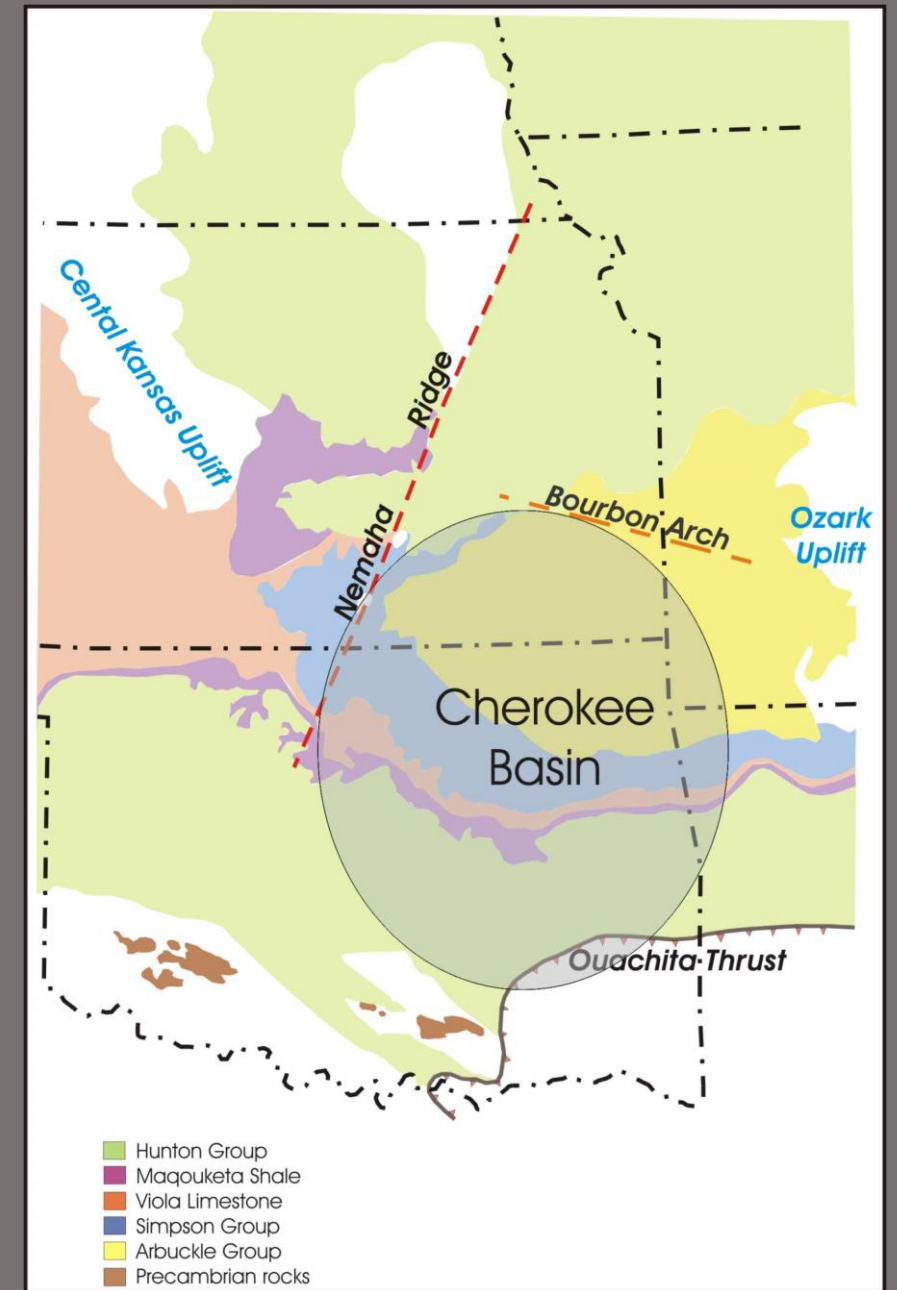 Cental Kansas Uplift
Nemaha Ridge
Bourbon Arch
Ozark
Uplift
Cherokee
Basin
Ouachita Thrust
Hunton Group
Maqouketa Shale
Viola Limestone
Simpson Group
Arbuckle Group
Precambrian rocks